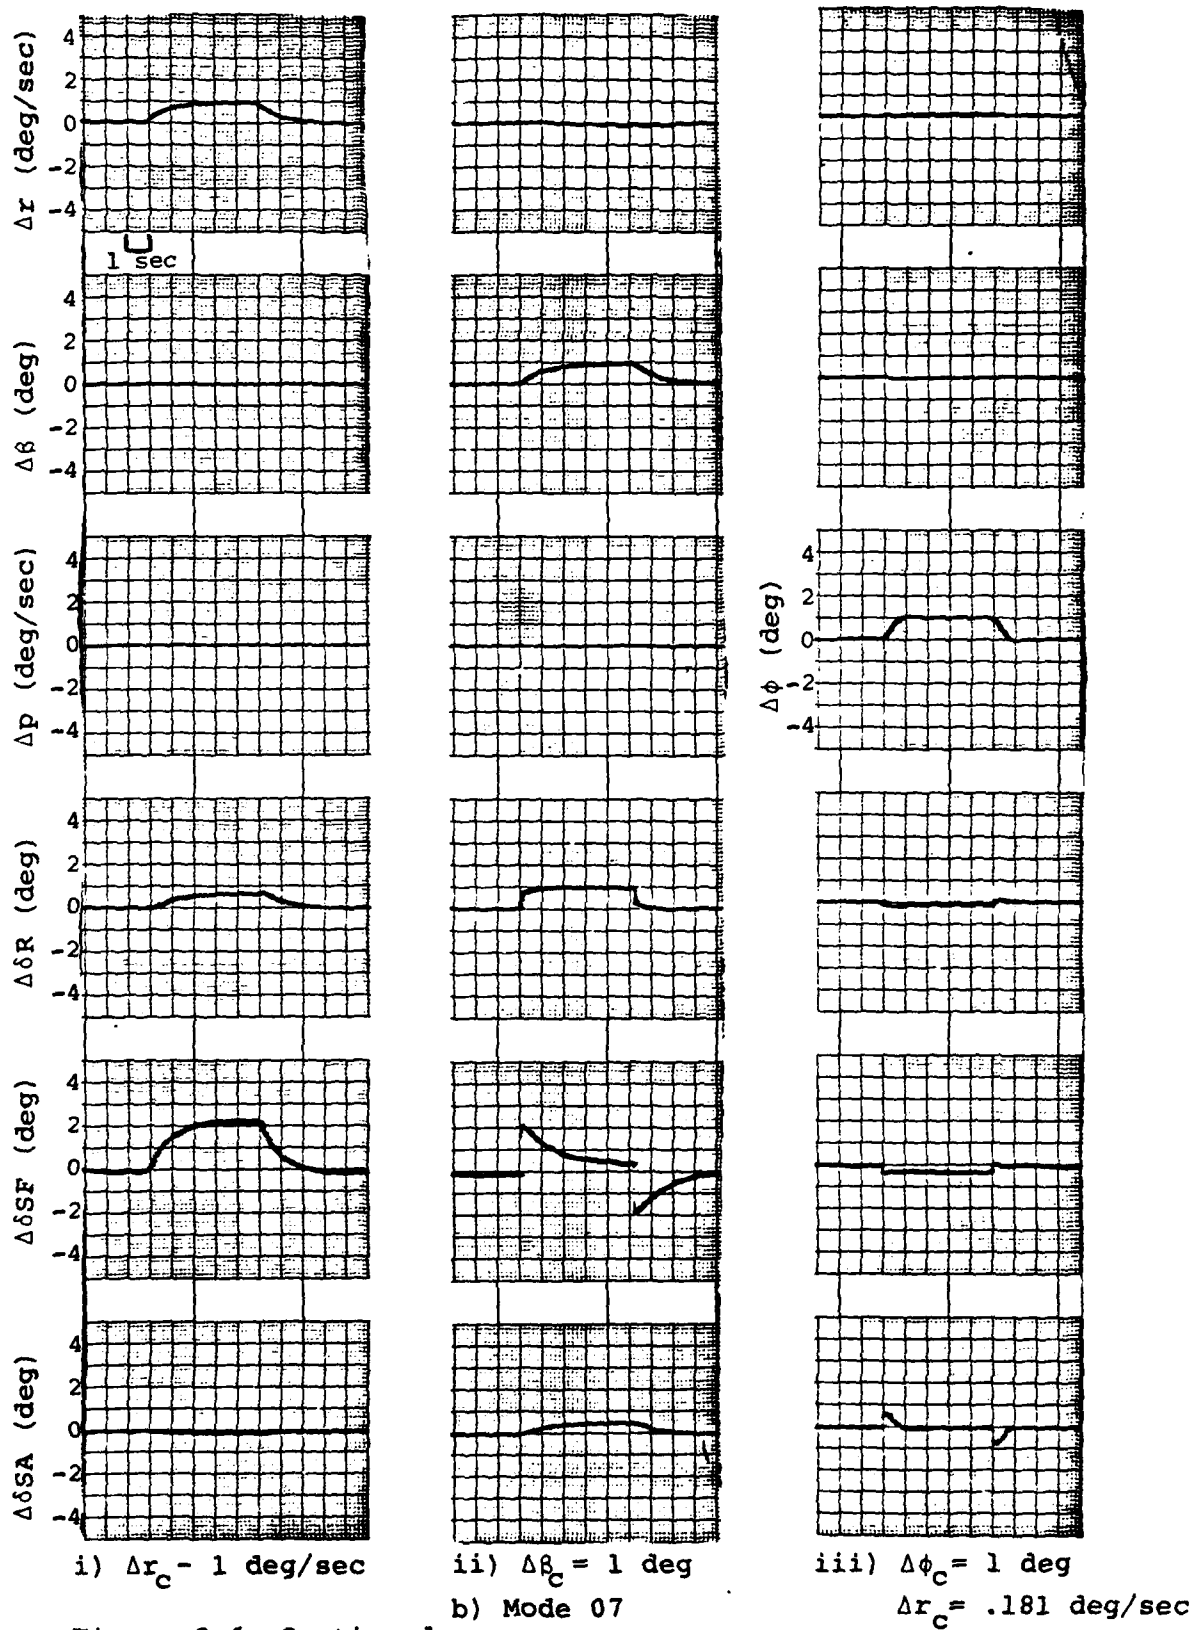 Δr (deg/sec)
4
2
0
-2
-4
1 sec
Δβ (deg)
4
2
0
-2
-4
Δp (deg/sec)
4
2
0
-2
-4
Δφ (deg)
4
2
0
-2
-4
ΔδR (deg)
4
2
0
-2
-4
ΔδSF (deg)
4
2
0
-2
-4
ΔδSA (deg)
4
2
0
-2
-4
i) Δr_c - 1 deg/sec
ii) Δβ_c = 1 deg
iii) Δφ_c = 1 deg
Δr_c = .181 deg/sec
b) Mode 07